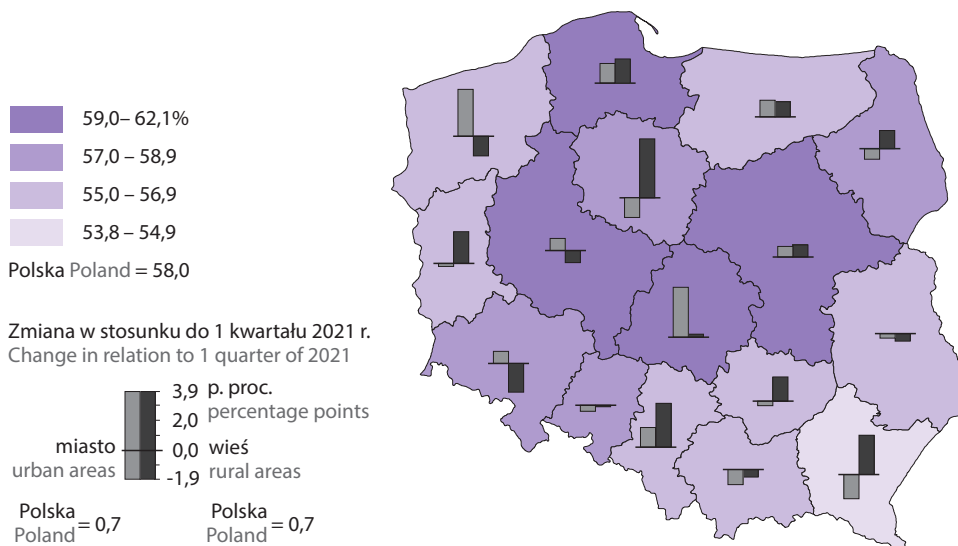 59,0– 62,1%
57,0 – 58,9
55,0 – 56,9
53,8 – 54,9
Polska Poland = 58,0
Zmiana w stosunku do 1 kwartału 2021 r.
Change in relation to 1 quarter of 2021
3,9 p. proc.
percentage points
2,0
miasto 0,0 wieś
urban areas rural areas
-1,9
Polska
Poland = 0,7
Polska
Poland = 0,7